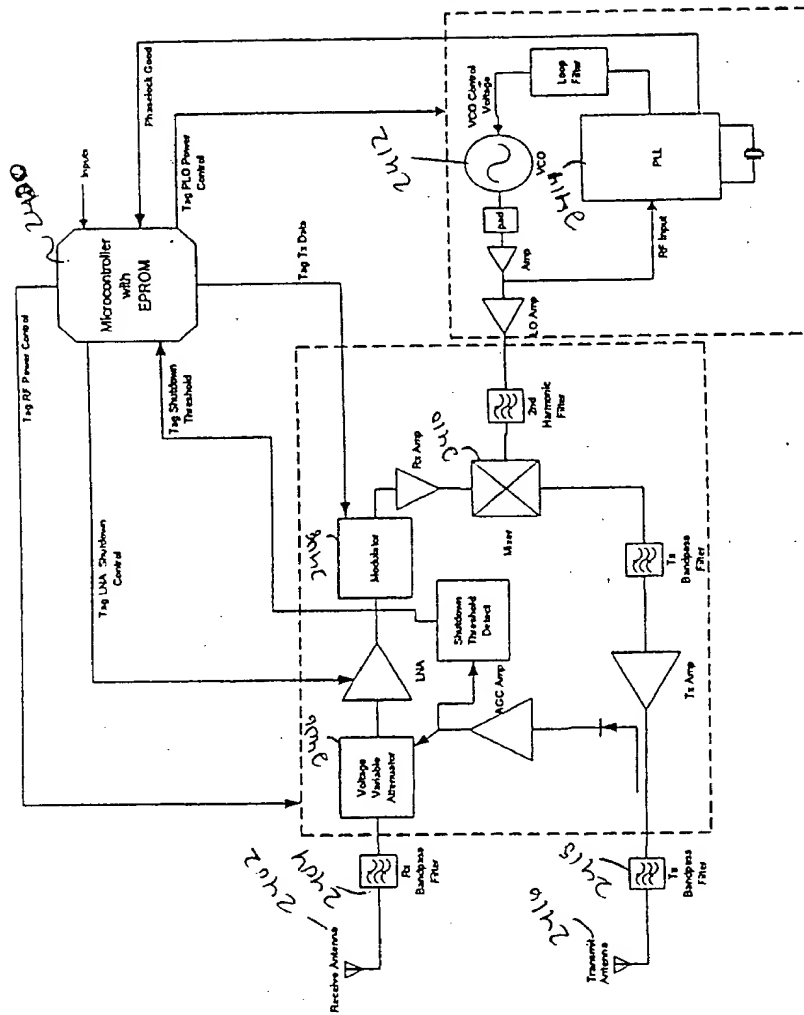 Receive Antenna
2402
2404
Rx
Bandpass
Filter
Voltage
Variable
Attenuator
2406
LNA
Modulator
2408
Rx Amp
Mixer
2410
2nd
Harmonic
Filter
LO Amp
Amp
pad
VCO
2412
VCO Control
Voltage
Loop
Filter
PLL
2414
RF Input
Shutdown
Threshold
Detect
AGC Amp
Tx
Bandpass
Filter
Tx Amp
Tx
Bandpass
Filter
2418
Transmit
Antenna
2416
Microcontroller
with
EPROM
Inputs
Phaselock Good
Tag PLO Power
Control
Tag Tx Data
Tag Shutdown
Threshold
Tag LNA Shutdown
Control
Tag RF Power Control